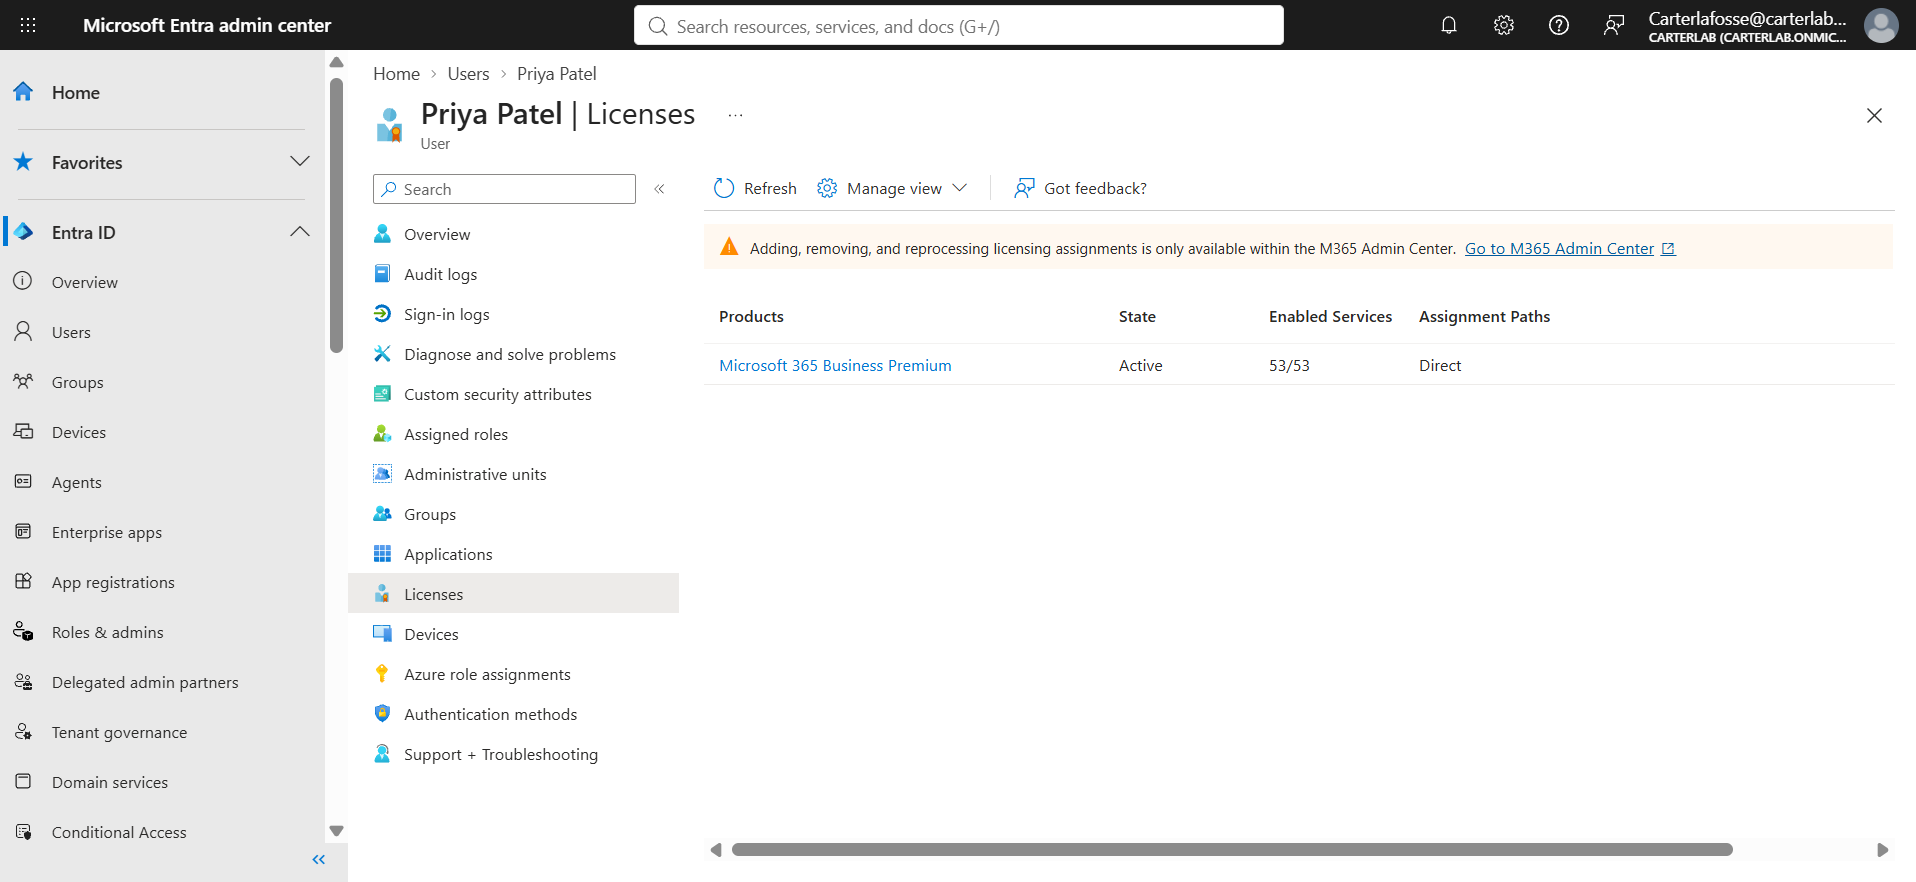 Microsoft Entra admin center
Search resources, services, and docs (G+/)
Carterlafosse@carterlab...
CARTERLAB (CARTERLAB.ONMIC...
Home
Favorites
Entra ID
Overview
Users
Groups
Devices
Agents
Enterprise apps
App registrations
Roles & admins
Delegated admin partners
Tenant governance
Domain services
Conditional Access
Home > Users > Priya Patel
Priya Patel | Licenses ...
User
Search
Overview
Audit logs
Sign-in logs
Diagnose and solve problems
Custom security attributes
Assigned roles
Administrative units
Groups
Applications
Licenses
Devices
Azure role assignments
Authentication methods
Support + Troubleshooting
Refresh Manage view Got feedback?
Adding, removing, and reprocessing licensing assignments is only available within the M365 Admin Center. Go to M365 Admin Center
Products State Enabled Services Assignment Paths
Microsoft 365 Business Premium Active 53/53 Direct